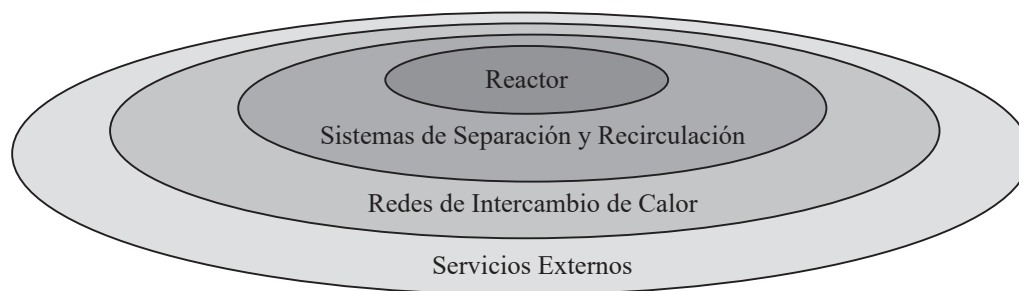 Reactor
Sistemas de Separación y Recirculación
Redes de Intercambio de Calor
Servicios Externos